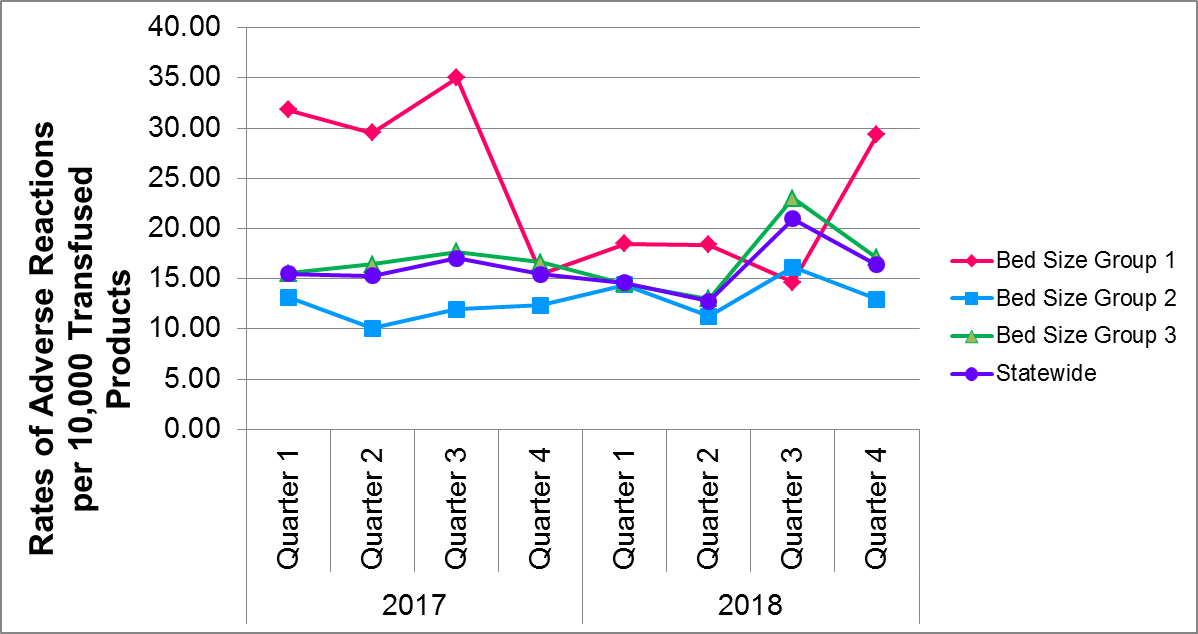 Rates of Adverse Reactions
per 10,000 Transfused
Products
40.00
35.00
30.00
25.00
20.00
15.00
10.00
5.00
0.00
Quarter 1
Quarter 2
Quarter 3
Quarter 4
Quarter 1
Quarter 2
Quarter 3
Quarter 4
2017
2018
Bed Size Group 1
Bed Size Group 2
Bed Size Group 3
Statewide